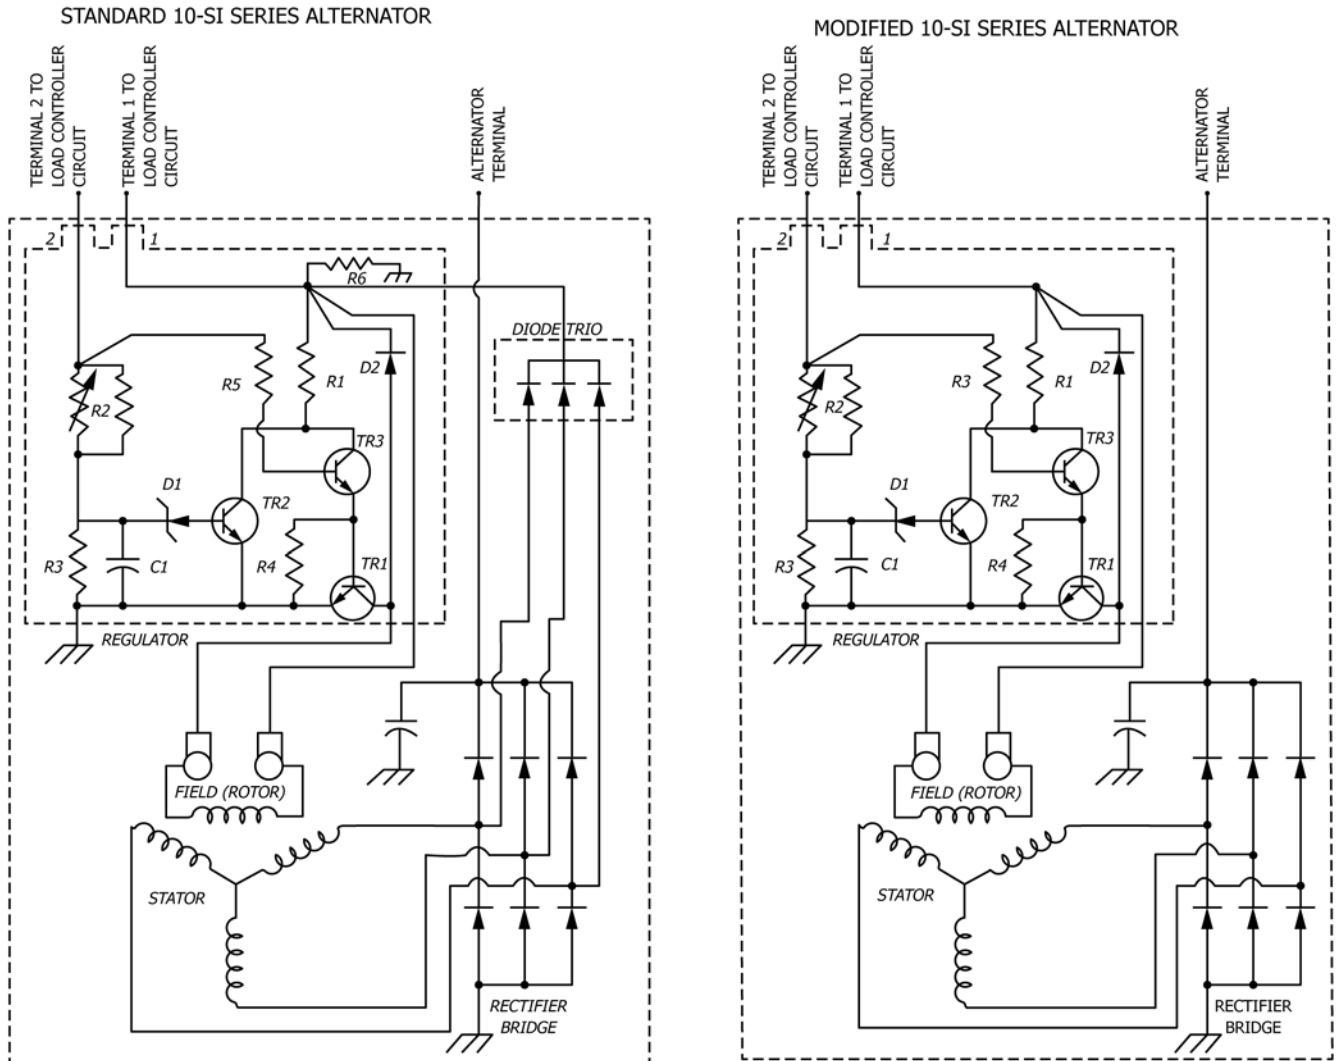 STANDARD 10-SI SERIES ALTERNATOR
TERMINAL 2 TO
LOAD CONTROLLER
CIRCUIT
TERMINAL 1 TO
LOAD CONTROLLER
CIRCUIT
ALTERNATOR
TERMINAL
2
1
R6
DIODE TRIO
R5
R1
D2
R2
TR3
D1
TR2
R3
C1
R4
TR1
REGULATOR
FIELD (ROTOR)
STATOR
RECTIFIER
BRIDGE
MODIFIED 10-SI SERIES ALTERNATOR
TERMINAL 2 TO
LOAD CONTROLLER
CIRCUIT
TERMINAL 1 TO
LOAD CONTROLLER
CIRCUIT
ALTERNATOR
TERMINAL
2
1
R3
R1
D2
R2
TR3
D1
TR2
R3
C1
R4
TR1
REGULATOR
FIELD (ROTOR)
STATOR
RECTIFIER
BRIDGE